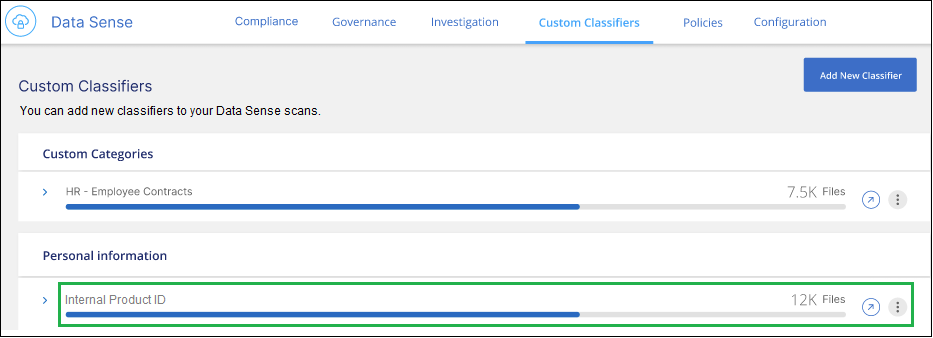 Data Sense Compliance Governance Investigation Custom Classifiers Policies Configuration
Custom Classifiers
Add New Classifier
You can add new classifiers to your Data Sense scans.
Custom Categories
HR - Employee Contracts 7.5K Files
Personal information
Internal Product ID 12K Files